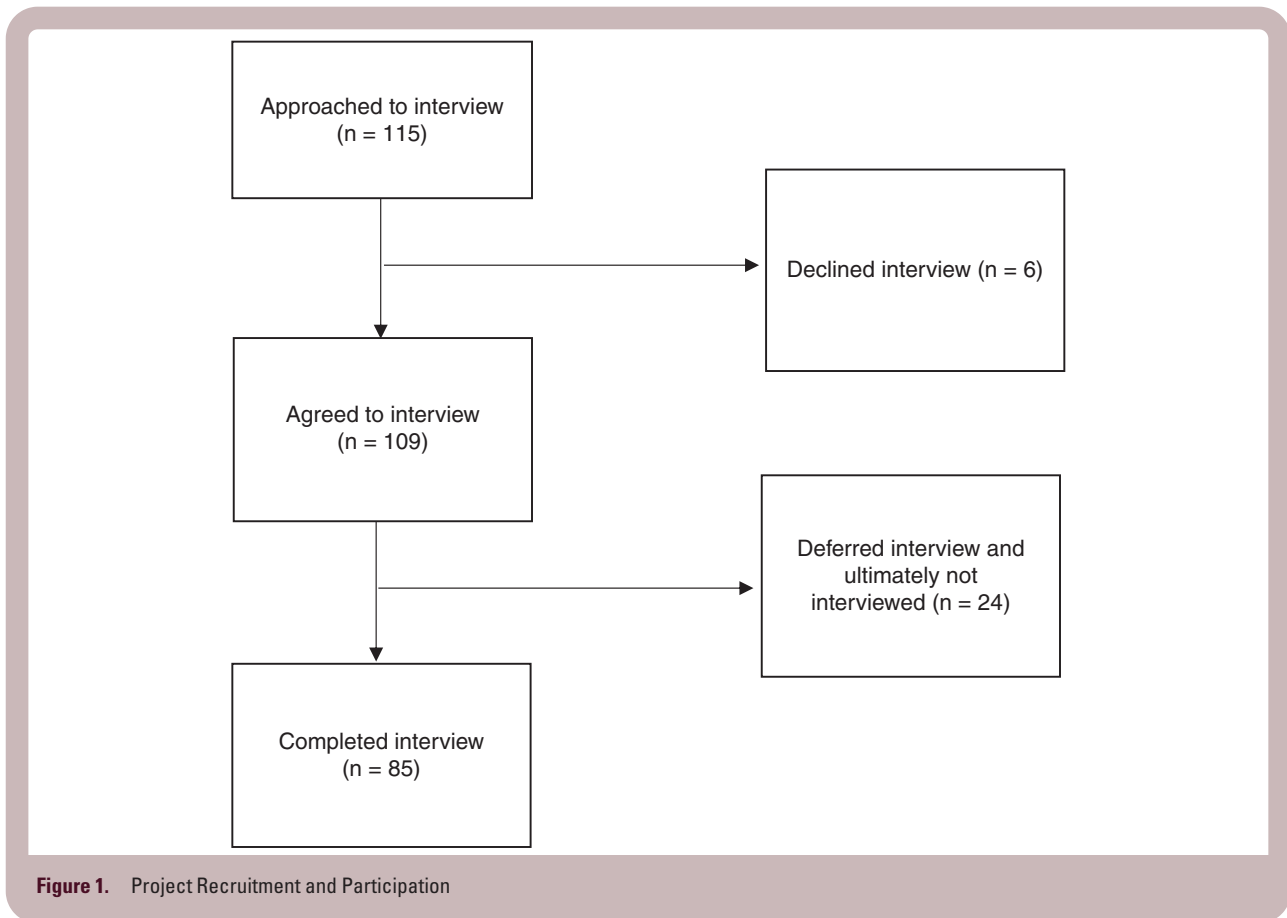 Approached to interview
(n = 115)
Declined interview (n = 6)
Agreed to interview
(n = 109)
Deferred interview and
ultimately not
interviewed (n = 24)
Completed interview
(n = 85)
Figure 1. Project Recruitment and Participation